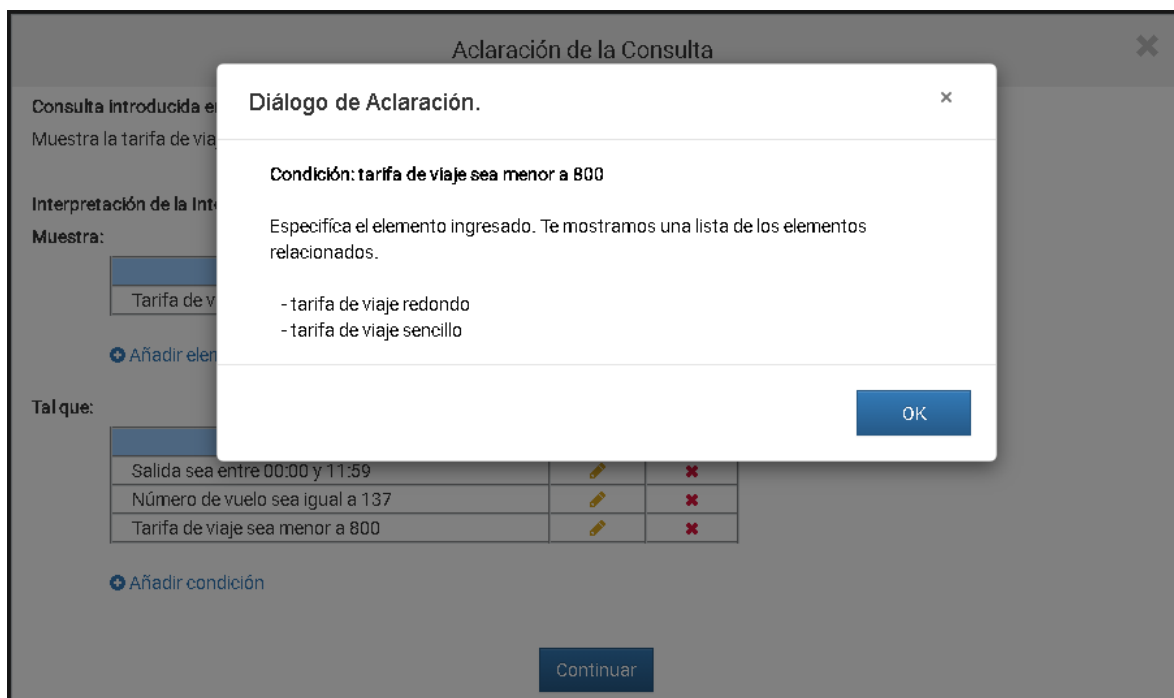 Aclaración de la Consulta
Consulta introducida e
Muestra la tarifa de via
Interpretación de la Int
Muestra:
Tarifa de v
Añadir elem
Tal que:
Salida sea entre 00:00 y 11:59
Número de vuelo sea igual a 137
Tarifa de viaje sea menor a 800
Añadir condición
Continuar
Diálogo de Aclaración.
×
Condición: tarifa de viaje sea menor a 800
Especifíca el elemento ingresado. Te mostramos una lista de los elementos
relacionados.
- tarifa de viaje redondo
- tarifa de viaje sencillo
OK